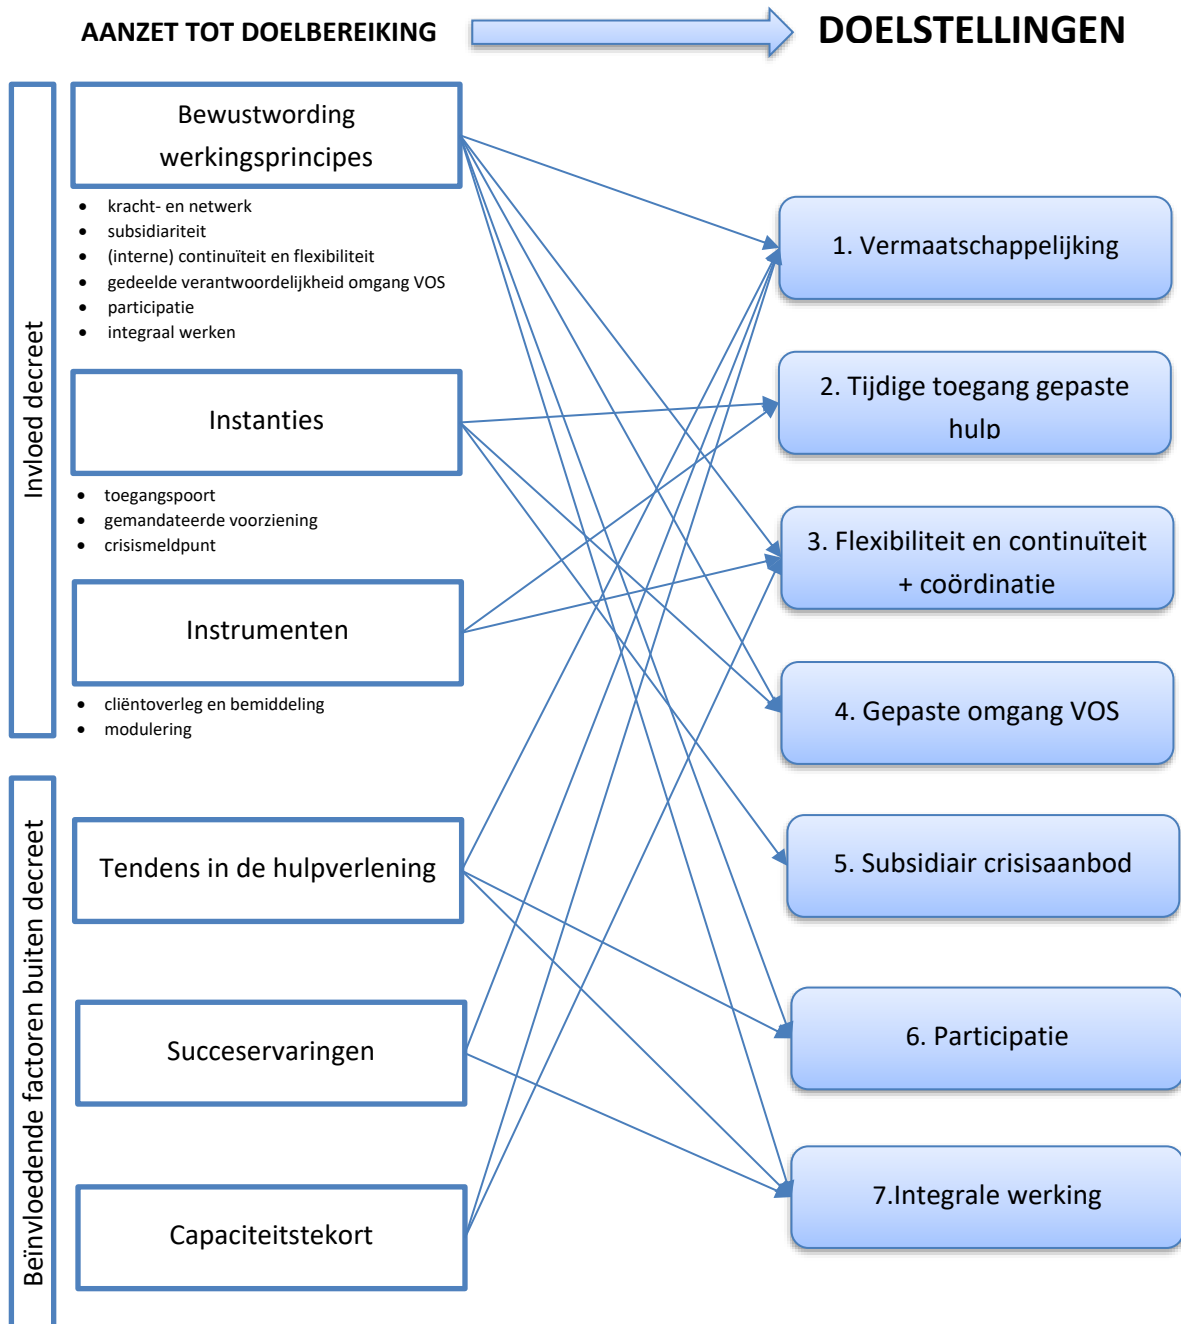 AANZET TOT DOELBEREIKING
DOELSTELLINGEN
Invloed decreet
Bewustwording
werkingsprincipes
• kracht- en netwerk
• subsidiariteit
• (interne) continuïteit en flexibiliteit
• gedeelde verantwoordelijkheid omgang VOS
• participatie
• integraal werken
Instanties
• toegangspoort
• gemandateerde voorziening
• crisismeldpunt
Instrumenten
• cliëntoverleg en bemiddeling
• modulering
Beïnvloedende factoren buiten decreet
Tendens in de hulpverlening
Succeservaringen
Capaciteitstekort
1. Vermaatschappelijking
2. Tijdige toegang gepaste
hulp
3. Flexibiliteit en continuïteit
+ coördinatie
4. Gepaste omgang VOS
5. Subsidiair crisisaanbod
6. Participatie
7.Integrale werking